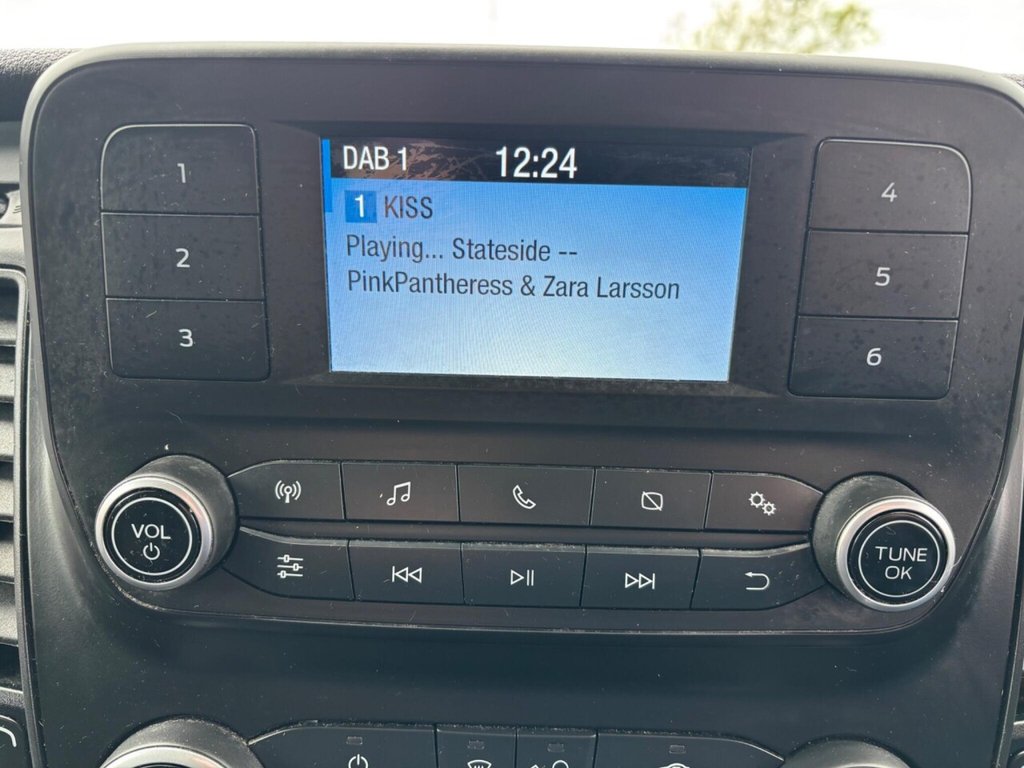 DAB 1 12:24
1 KISS
Playing... Stateside --
PinkPantheress & Zara Larsson
1
2
3
4
5
6
VOL
TUNE
OK